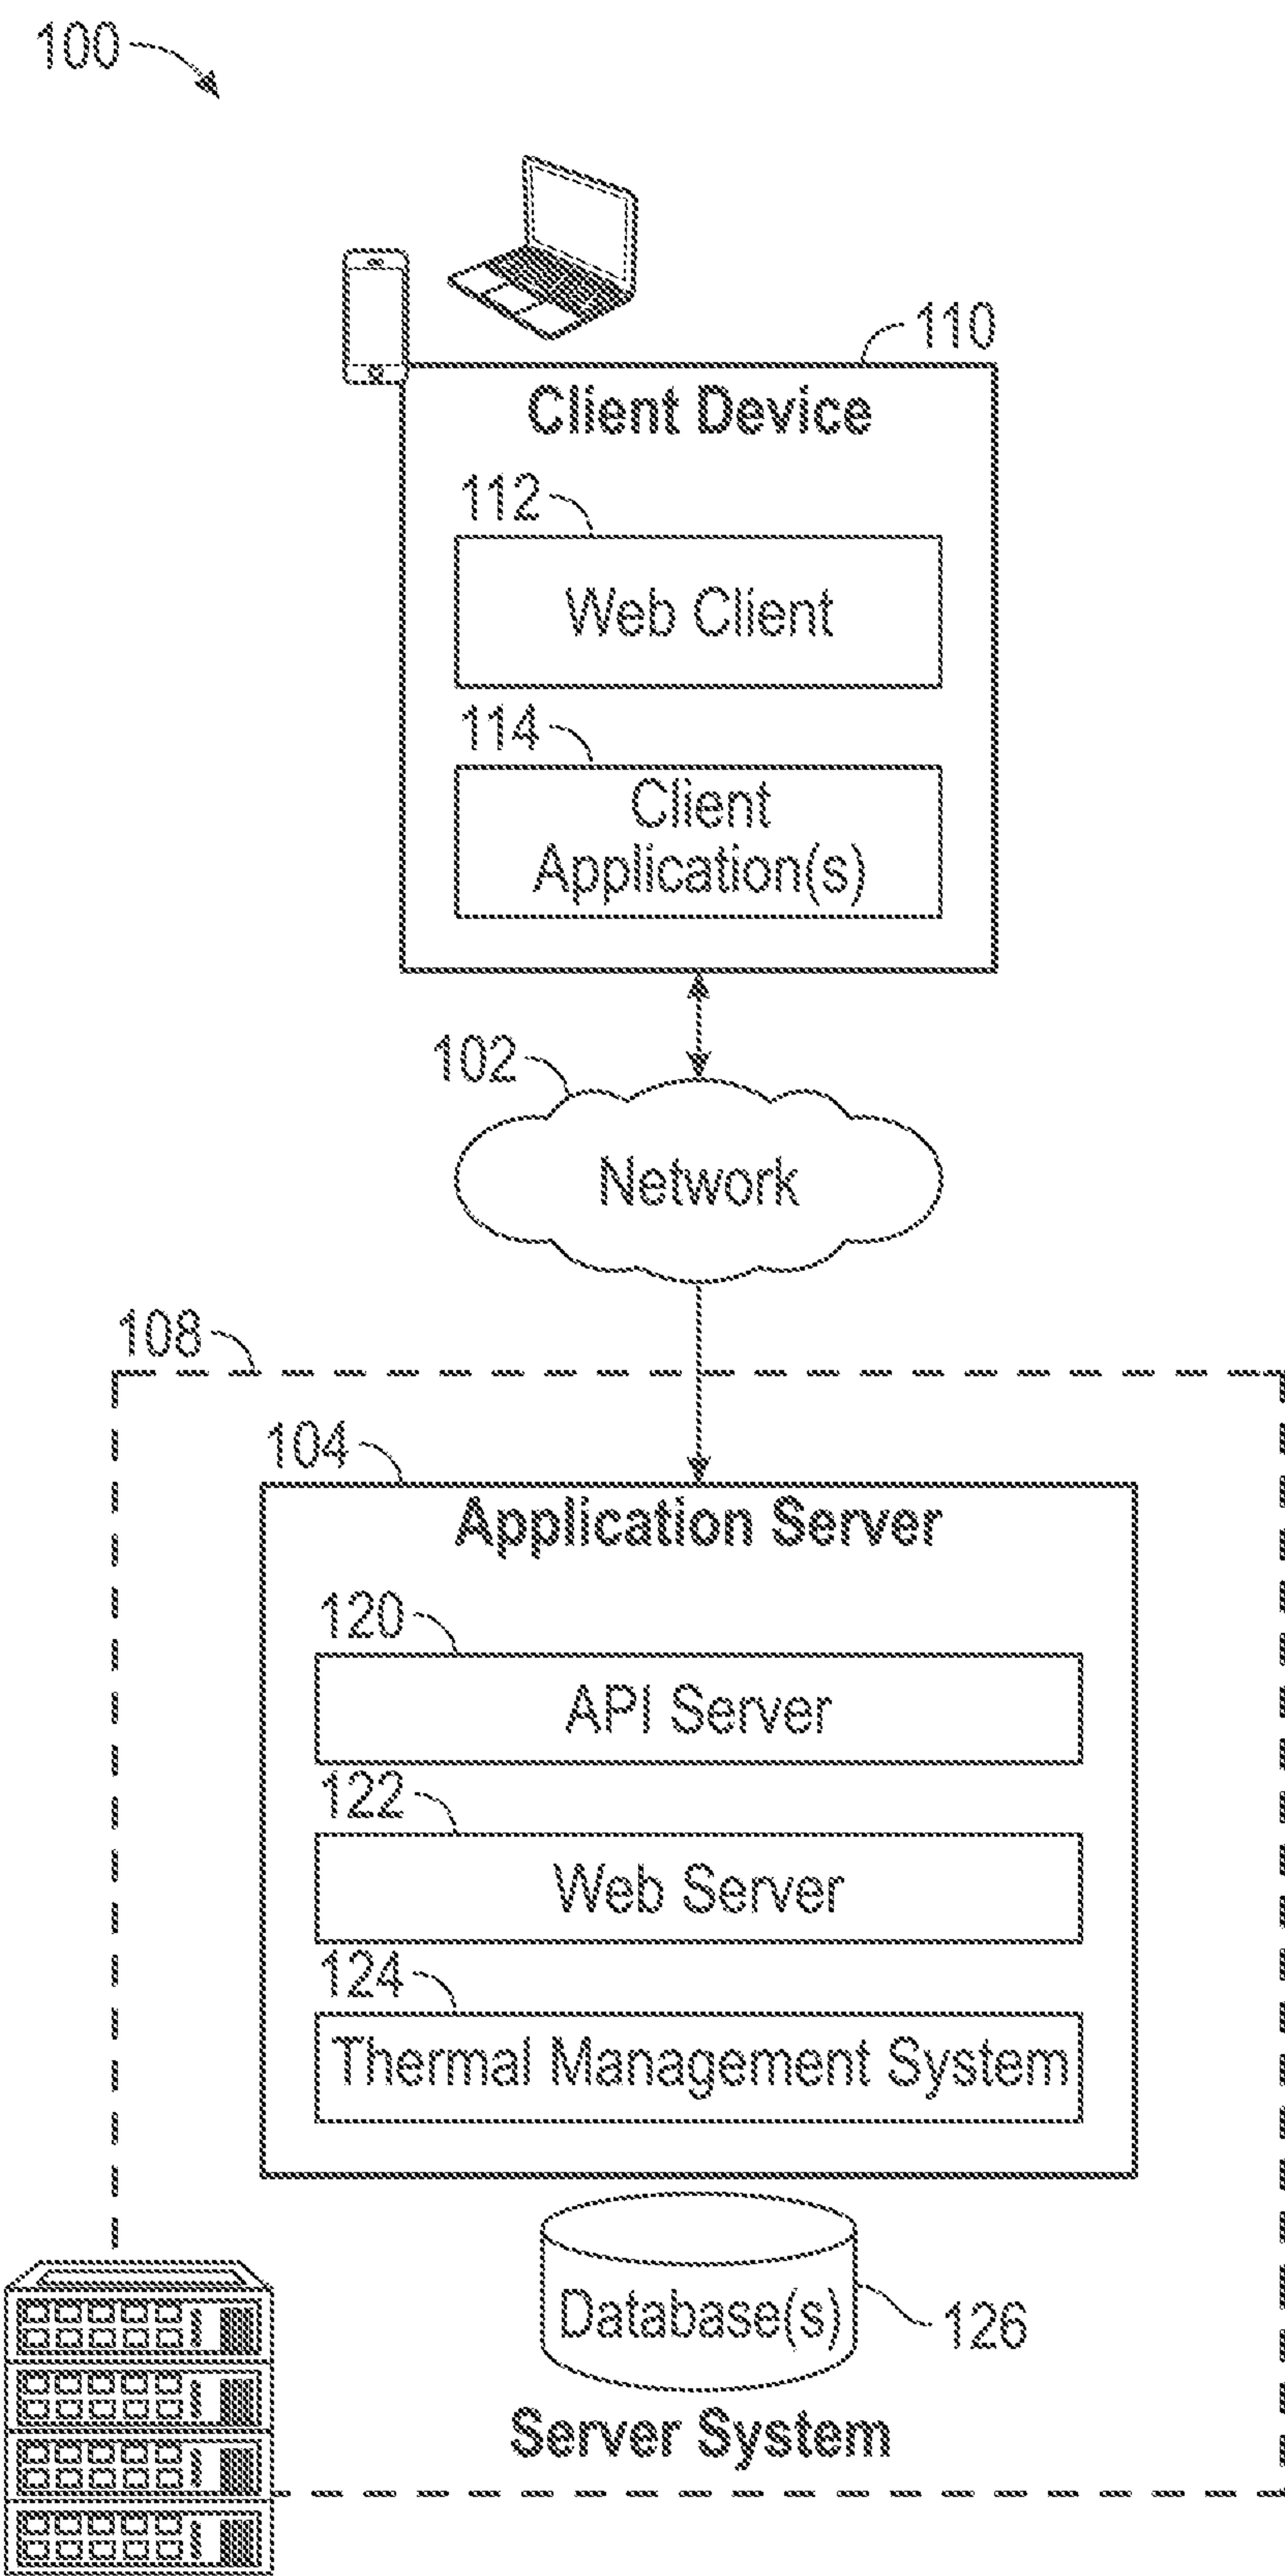 100
110
Client Device
112
Web Client
114
Client
Application(s)
102
Network
108
104
Application Server
120
API Server
122
Web Server
124
Thermal Management System
Database(s)
126
Server System